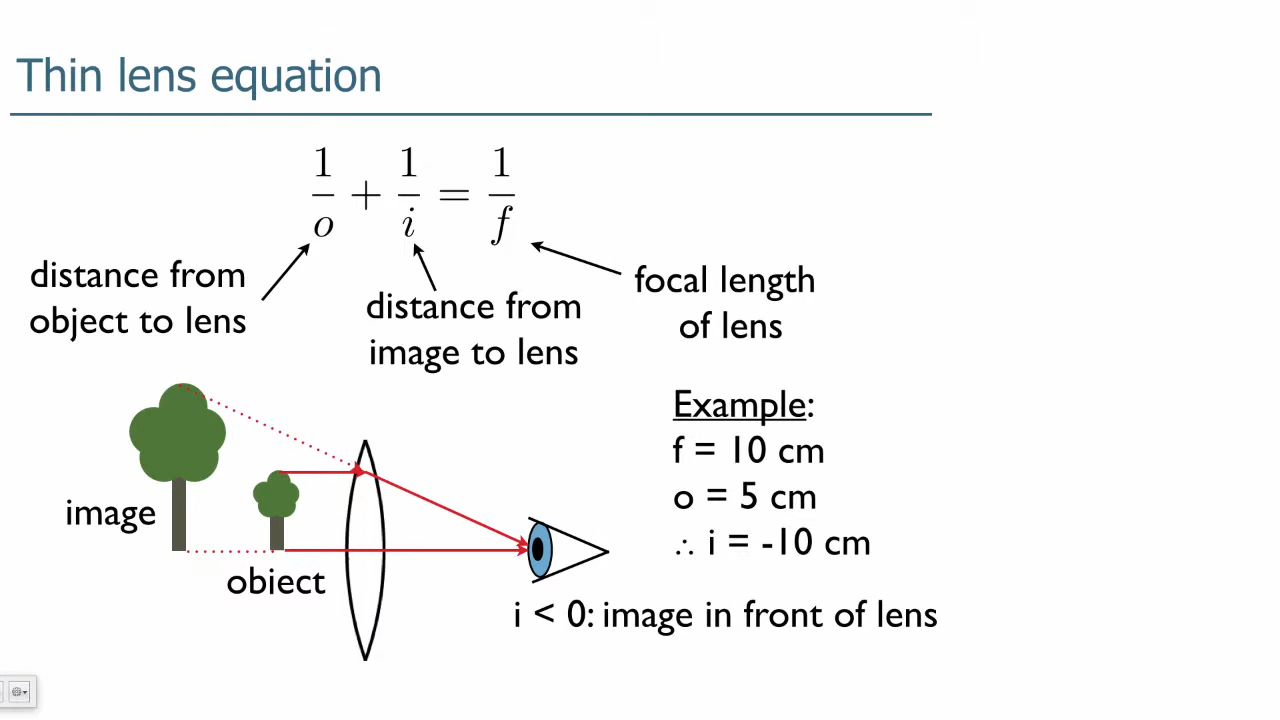 Thin lens equation
1/o + 1/i = 1/f
distance from
object to lens
distance from
image to lens
focal length
of lens
Example:
f = 10 cm
o = 5 cm
∴ i = -10 cm
image
obiect
i < 0: image in front of lens